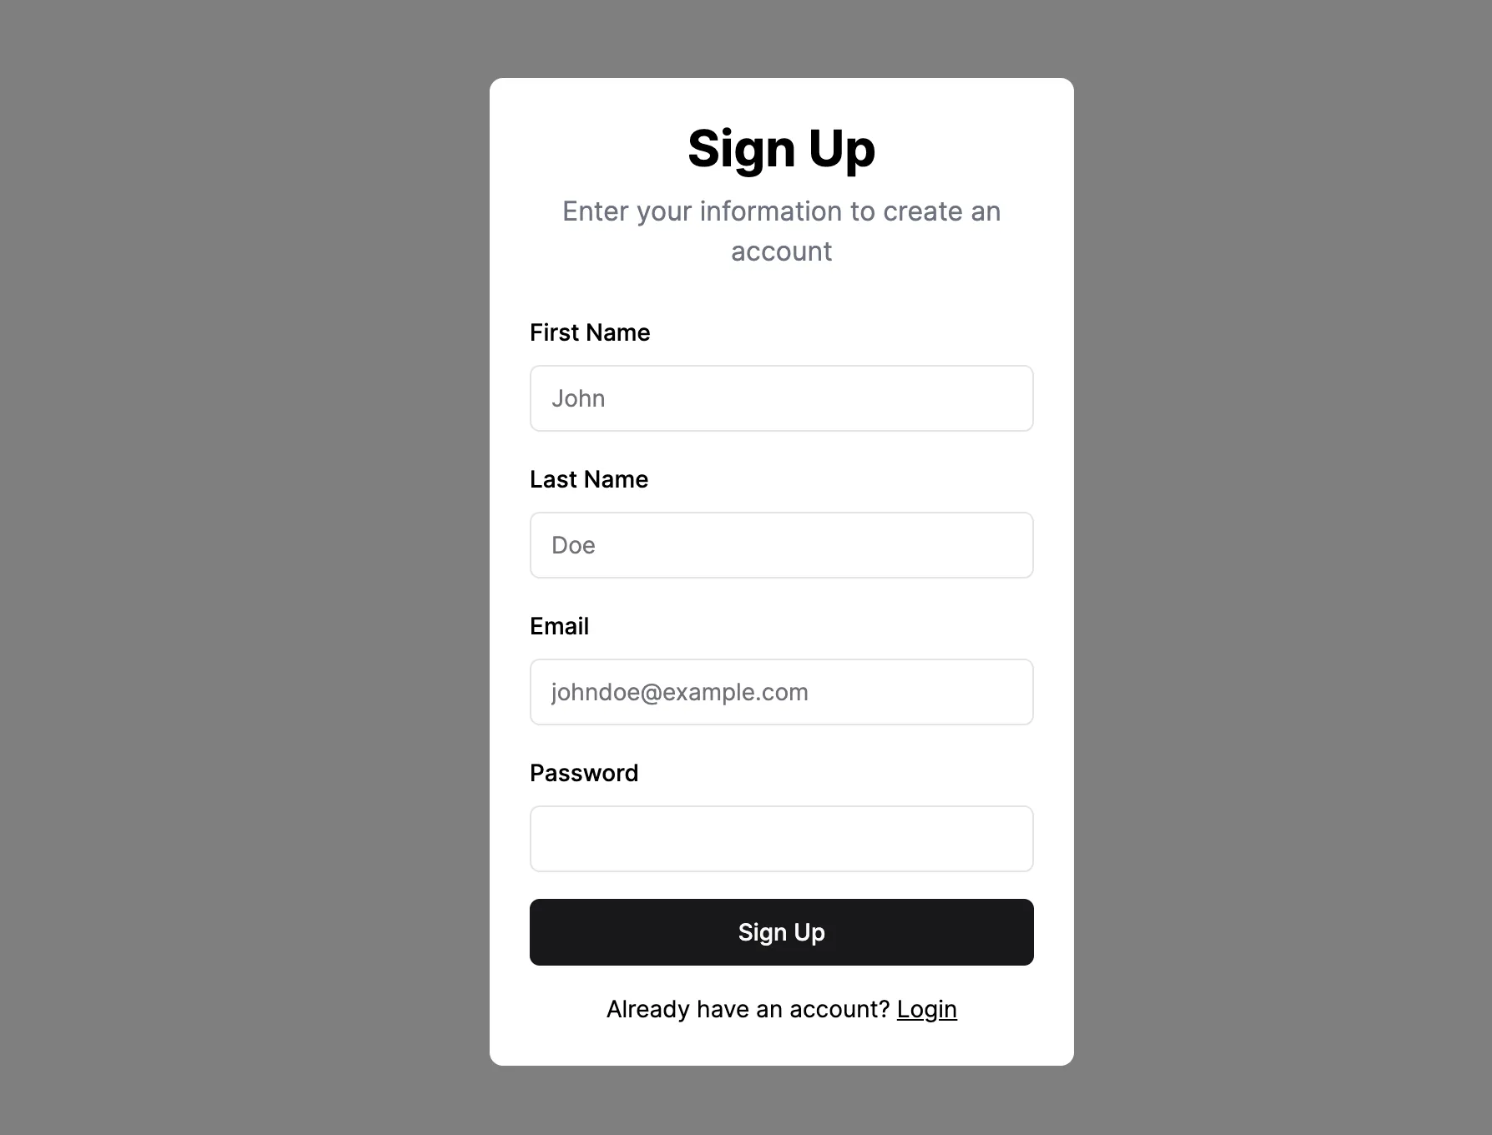 Sign Up
Enter your information to create an
account
First Name
John
Last Name
Doe
Email
johndoe@example.com
Password
Sign Up
Already have an account? Login